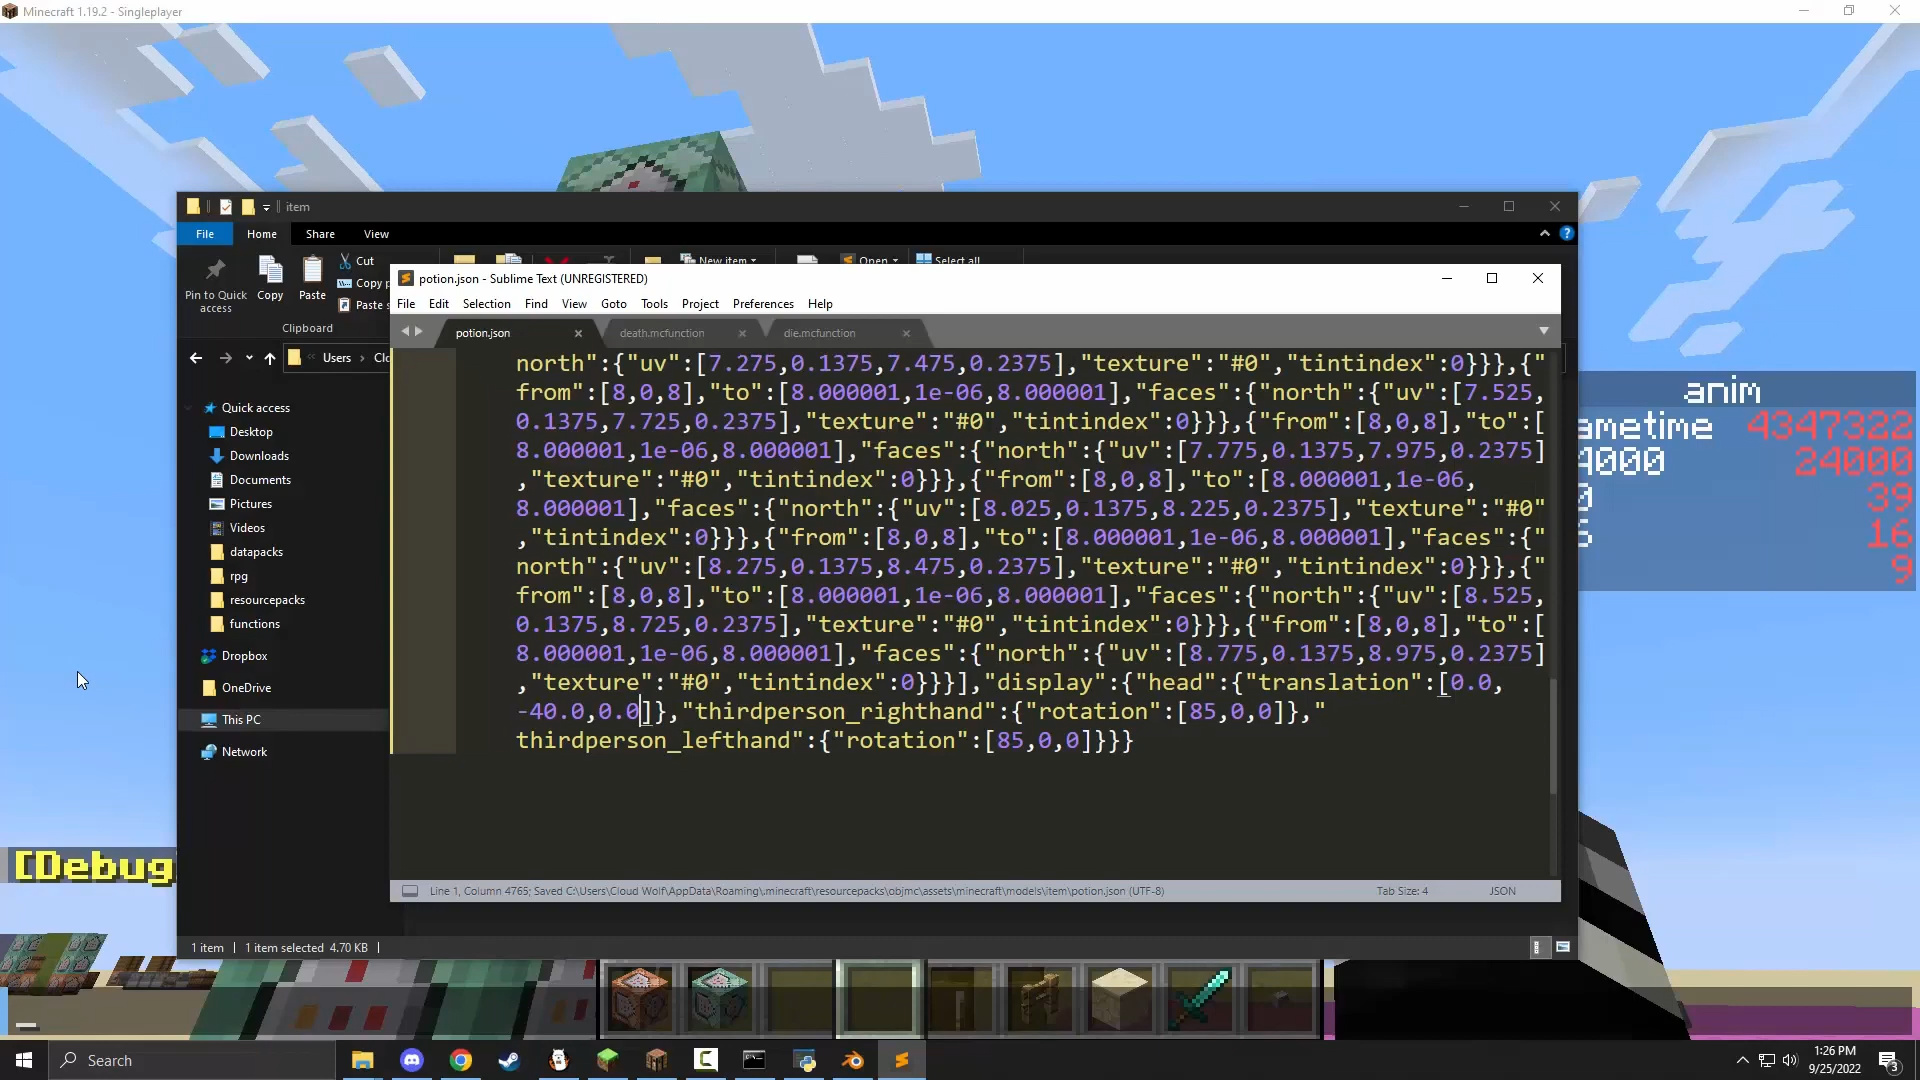 Minecraft 1.19.2 - Singleplayer
item
File
Home
Share
View
Pin to Quick
access
Copy
Paste
Cut
Copy p
Paste s
New item
Open
Select all
Clipboard
Users
Clo
Quick access
Desktop
Downloads
Documents
Pictures
Videos
datapacks
rpg
resourcepacks
functions
Dropbox
OneDrive
This PC
Network
1 item
1 item selected 4.70 KB
potion.json - Sublime Text (UNREGISTERED)
File
Edit
Selection
Find
View
Goto
Tools
Project
Preferences
Help
potion.json
death.mcfunction
die.mcfunction
north":{"uv":[7.275,0.1375,7.475,0.2375],"texture":"#0","tintindex":0}}},{"
from":[8,0,8],"to":[8.000001,1e-06,8.000001],"faces":{"north":{"uv":[7.525,
0.1375,7.725,0.2375],"texture":"#0","tintindex":0}}},{"from":[8,0,8],"to":[
8.000001,1e-06,8.000001],"faces":{"north":{"uv":[7.775,0.1375,7.975,0.2375]
,"texture":"#0","tintindex":0}}},{"from":[8,0,8],"to":[8.000001,1e-06,
8.000001],"faces":{"north":{"uv":[8.025,0.1375,8.225,0.2375],"texture":"#0"
,"tintindex":0}}},{"from":[8,0,8],"to":[8.000001,1e-06,8.000001],"faces":{"
north":{"uv":[8.275,0.1375,8.475,0.2375],"texture":"#0","tintindex":0}}},{"
from":[8,0,8],"to":[8.000001,1e-06,8.000001],"faces":{"north":{"uv":[8.525,
0.1375,8.725,0.2375],"texture":"#0","tintindex":0}}},{"from":[8,0,8],"to":[
8.000001,1e-06,8.000001],"faces":{"north":{"uv":[8.775,0.1375,8.975,0.2375]
,"texture":"#0","tintindex":0}}}],"display":{"head":{"translation":[0.0,
-40.0,0.0]},"thirdperson_righthand":{"rotation":[85,0,0]},"
thirdperson_lefthand":{"rotation":[85,0,0]}}}
Line 1, Column 4765; Saved C:\Users\Cloud Wolf\AppData\Roaming\.minecraft\resourcepacks\objmc\assets\minecraft\models\item\potion.json (UTF-8)
Tab Size: 4
JSON
anim
ametime 4347322
4000 24000
0 39
16
9
[Debug
Search
1:26 PM
9/25/2022
3